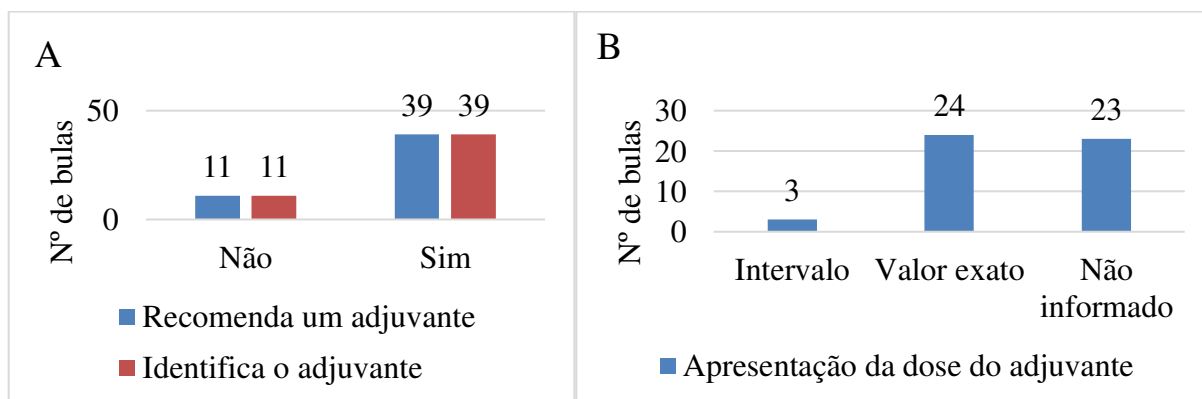 A
Nº de bulas
50
0
11
11
39
39
Não
Sim
Recomenda um adjuvante
Identifica o adjuvante
B
Nº de bulas
30
20
10
0
3
24
23
Intervalo
Valor exato
Não
informado
Apresentação da dose do adjuvante